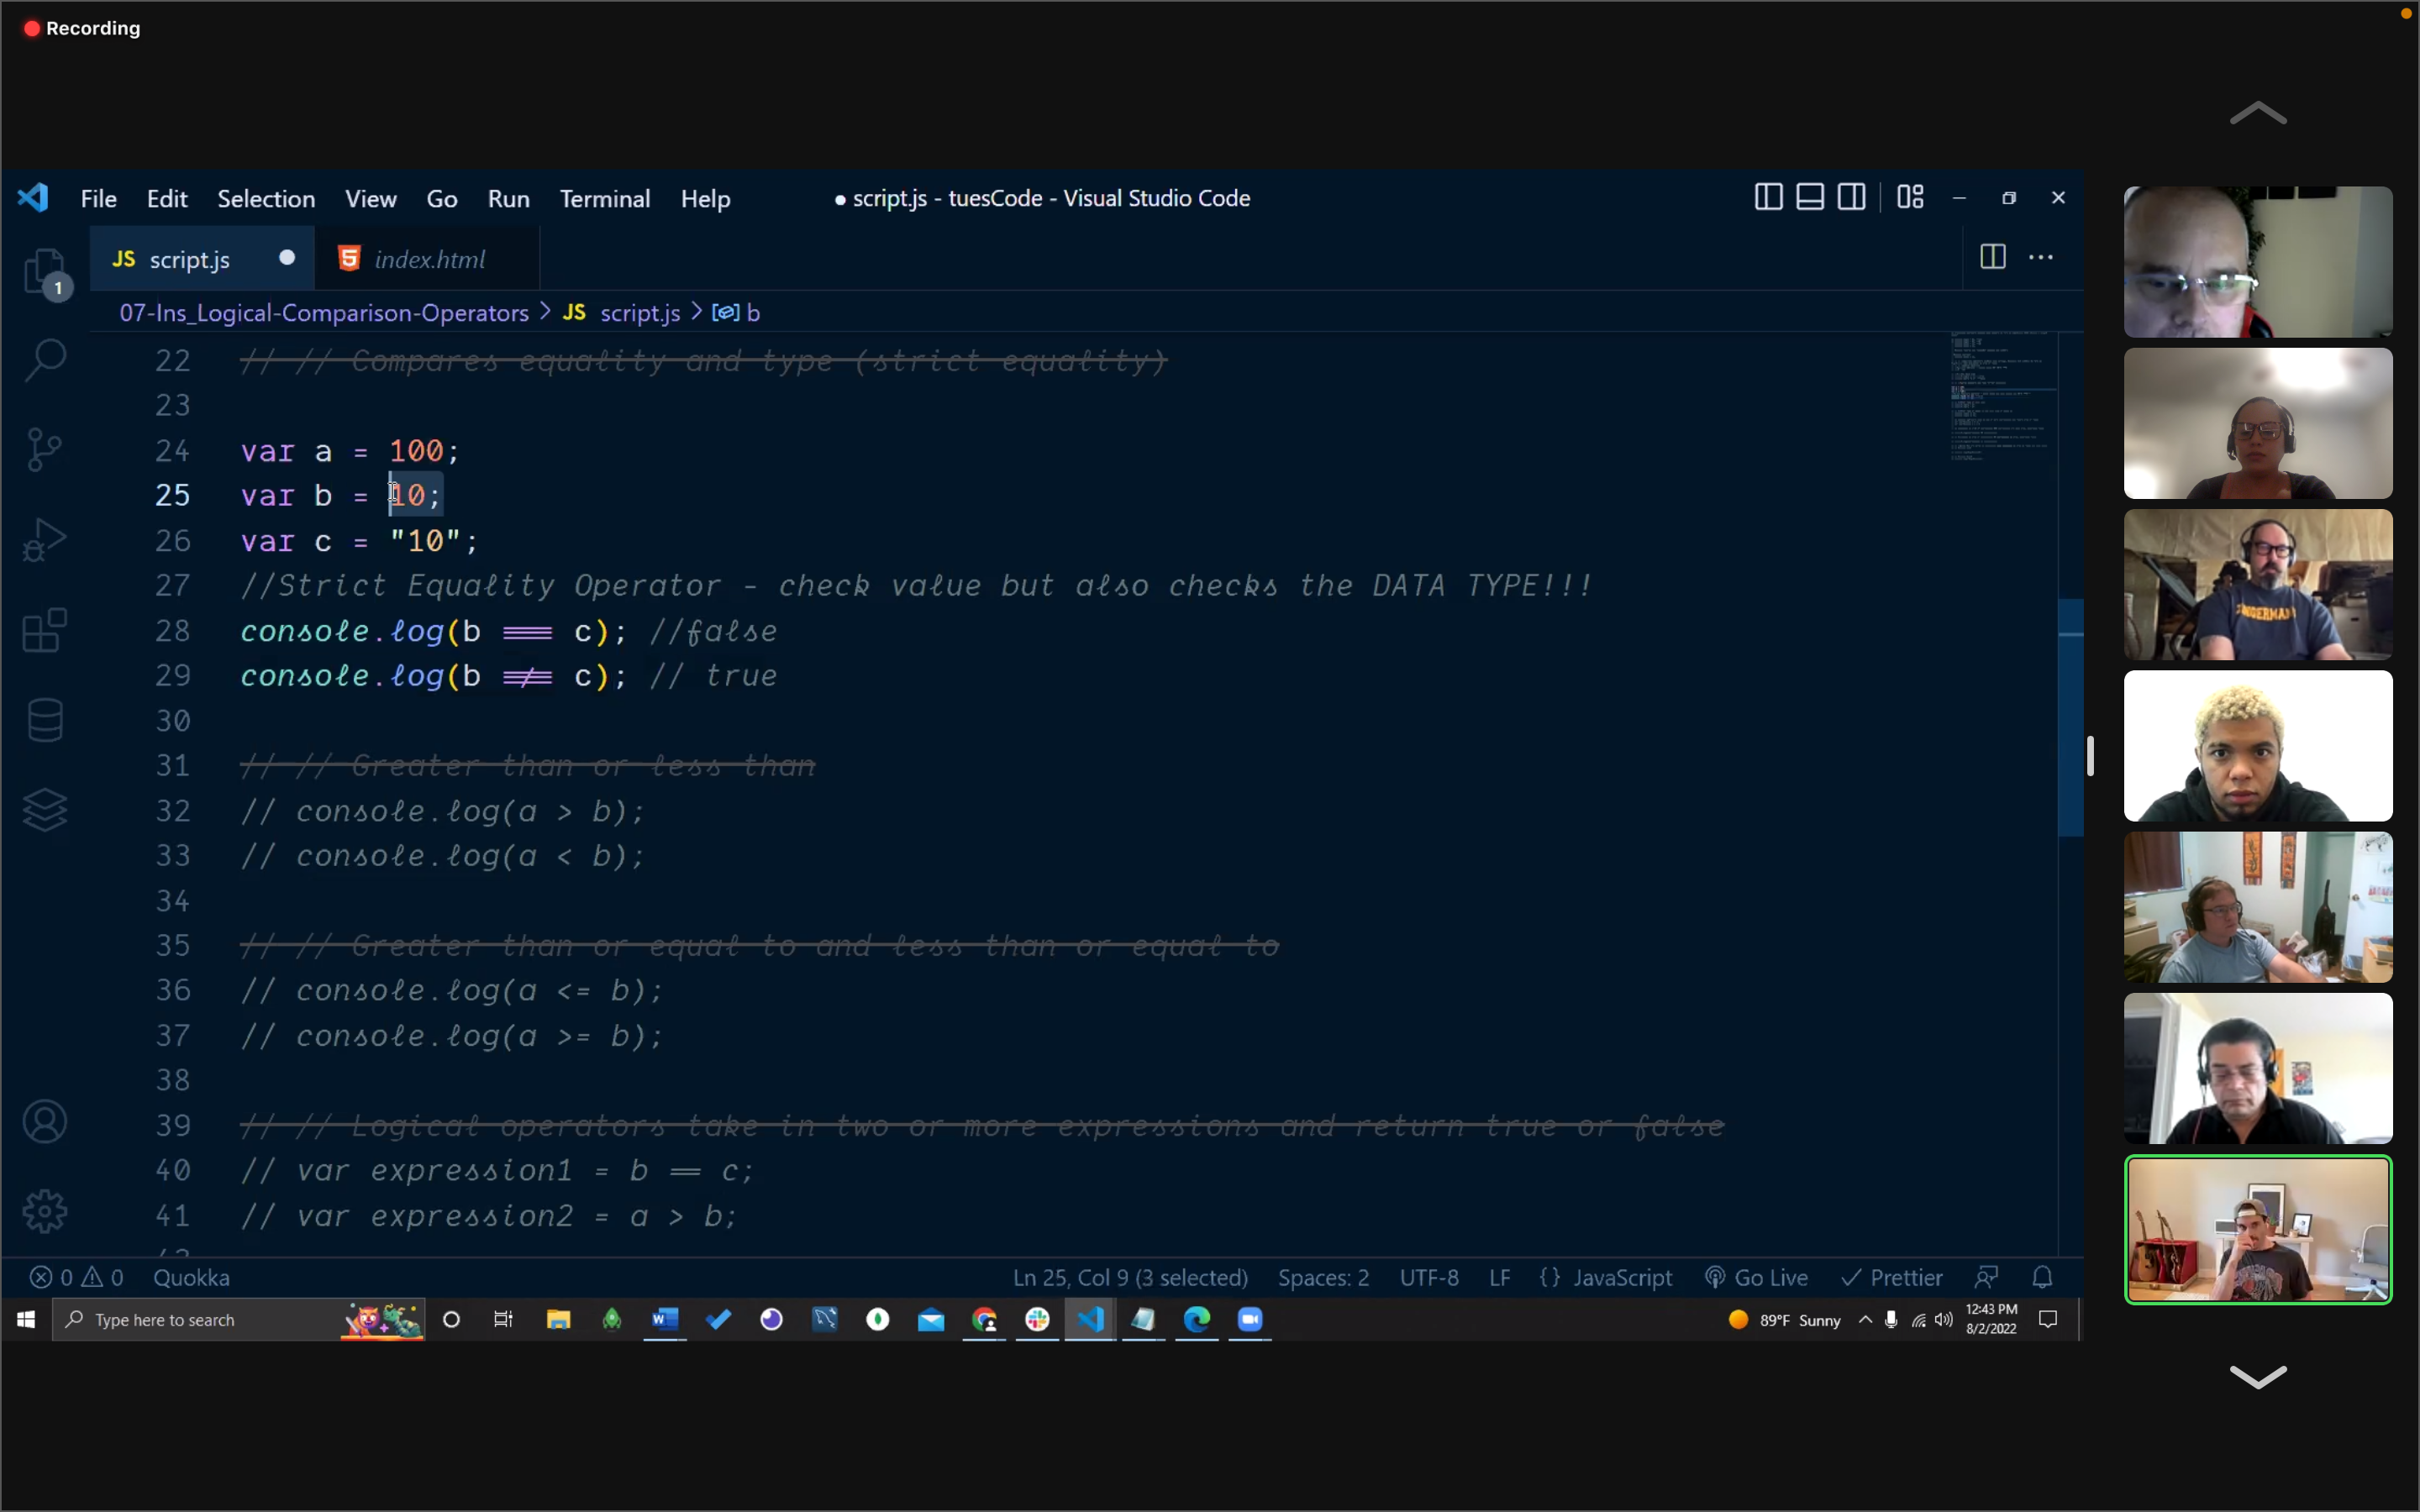 Recording
File Edit Selection View Go Run Terminal Help
● script.js - tuesCode - Visual Studio Code
JS script.js ●
index.html
1
07-Ins_Logical-Comparison-Operators > JS script.js > b
22 // // Compares equality and type (strict equality)
23
24 var a = 100;
25 var b = 10;
26 var c = "10";
27 //Strict Equality Operator - check value but also checks the DATA TYPE!!!
28 console.log(b === c); //false
29 console.log(b !== c); // true
30
31 // // Greater than or less than
32 // console.log(a > b);
33 // console.log(a < b);
34
35 // // Greater than or equal to and less than or equal to
36 // console.log(a <= b);
37 // console.log(a >= b);
38
39 // // Logical operators take in two or more expressions and return true or false
40 // var expression1 = b == c;
41 // var expression2 = a > b;
0 0 Quokka Ln 25, Col 9 (3 selected) Spaces: 2 UTF-8 LF {} JavaScript Go Live Prettier
Type here to search
89°F Sunny
12:43 PM
8/2/2022